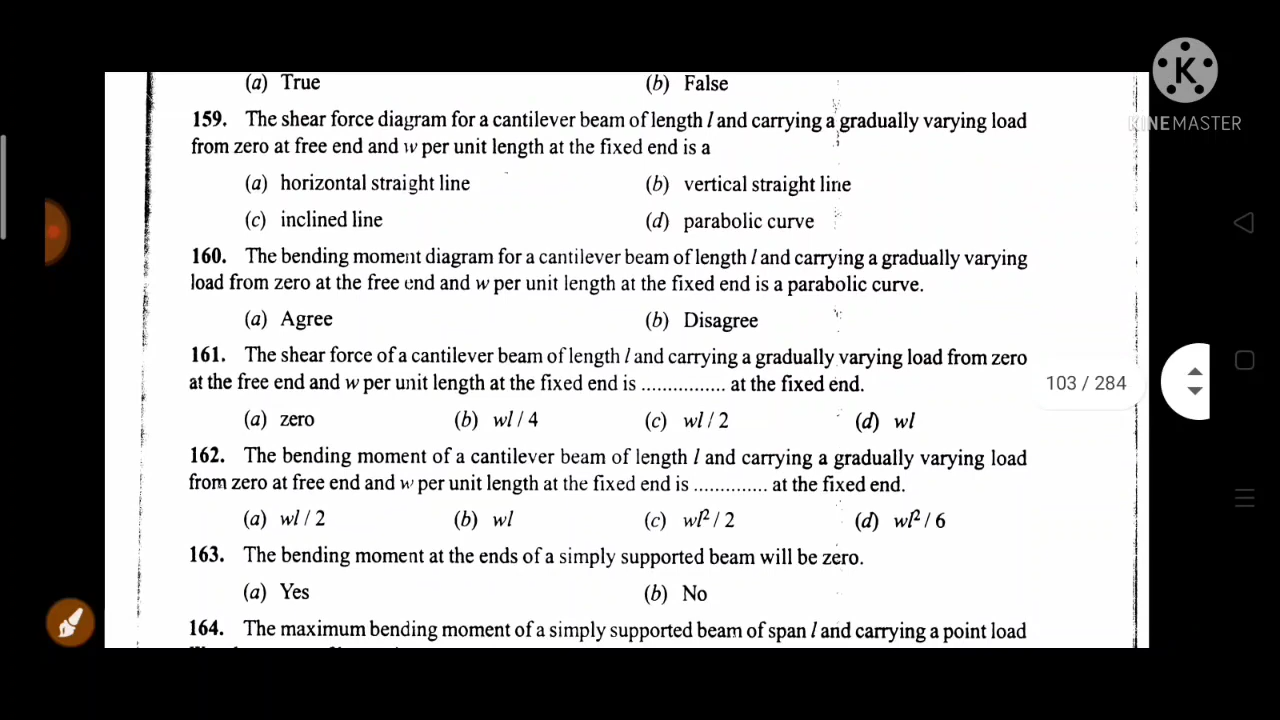 K
KINEMASTER
(a) True (b) False
159. The shear force diagram for a cantilever beam of length l and carrying a gradually varying load
from zero at free end and w per unit length at the fixed end is a
(a) horizontal straight line (b) vertical straight line
(c) inclined line (d) parabolic curve
160. The bending moment diagram for a cantilever beam of length l and carrying a gradually varying
load from zero at the free end and w per unit length at the fixed end is a parabolic curve.
(a) Agree (b) Disagree
161. The shear force of a cantilever beam of length l and carrying a gradually varying load from zero
at the free end and w per unit length at the fixed end is ................ at the fixed end.
(a) zero (b) wl / 4 (c) wl / 2 (d) wl
103 / 284
162. The bending moment of a cantilever beam of length l and carrying a gradually varying load
from zero at free end and w per unit length at the fixed end is .............. at the fixed end.
(a) wl / 2 (b) wl (c) wl² / 2 (d) wl² / 6
163. The bending moment at the ends of a simply supported beam will be zero.
(a) Yes (b) No
164. The maximum bending moment of a simply supported beam of span l and carrying a point load